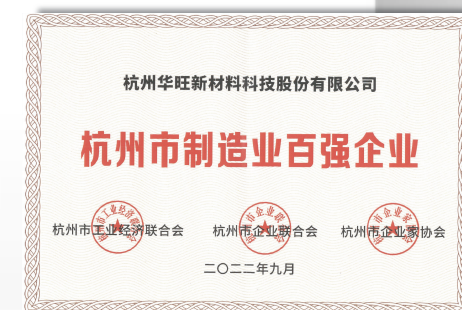 杭州华旺新材料科技股份有限公司
杭州市制造业百强企业
杭州市工业经济联合会 杭州市企业联合会 杭州市企业家协会
二〇二二年九月